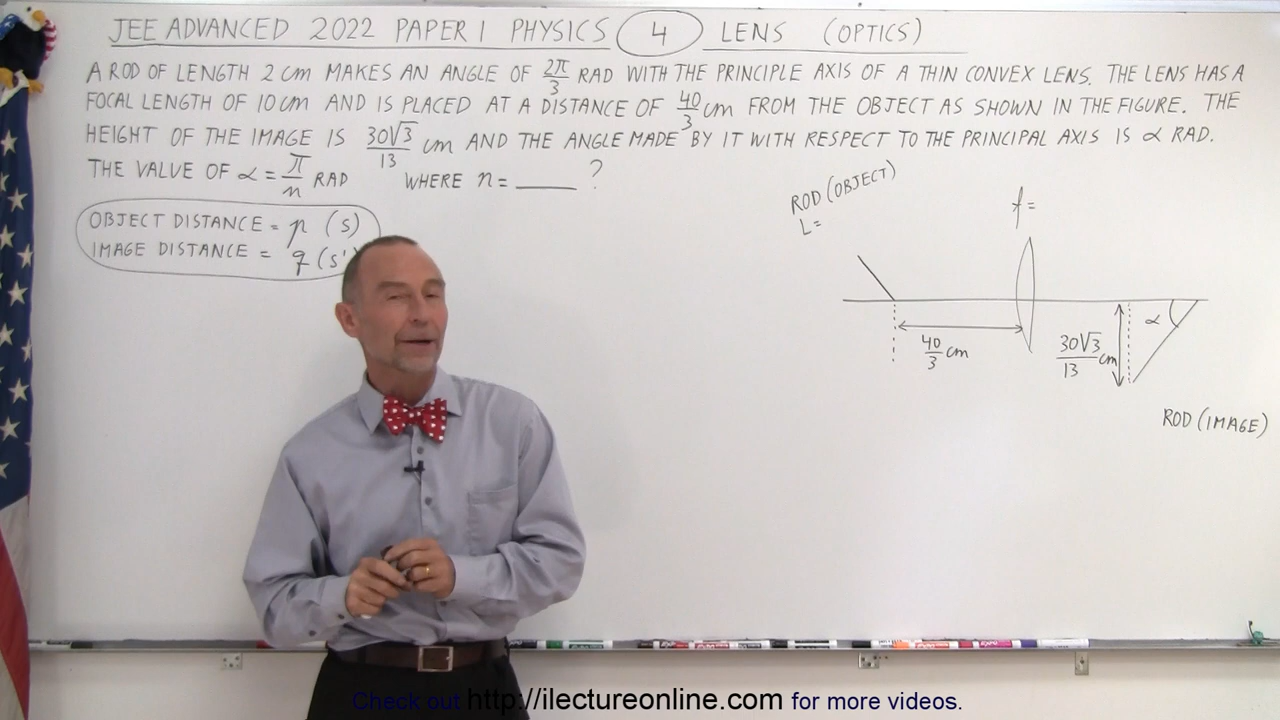 JEE ADVANCED 2022 PAPER 1 PHYSICS 4 LENS (OPTICS)
A ROD OF LENGTH 2 cm MAKES AN ANGLE OF 2π/3 RAD WITH THE PRINCIPLE AXIS OF A THIN CONVEX LENS. THE LENS HAS A
FOCAL LENGTH OF 10 cm AND IS PLACED AT A DISTANCE OF 40/3 cm FROM THE OBJECT AS SHOWN IN THE FIGURE. THE
HEIGHT OF THE IMAGE IS 30√3/13 cm AND THE ANGLE MADE BY IT WITH RESPECT TO THE PRINCIPAL AXIS IS α RAD.
THE VALUE OF α = π/n RAD WHERE n = _____ ?
OBJECT DISTANCE = p (s)
IMAGE DISTANCE = q (s')
ROD (OBJECT)
L =
f =
40/3 cm
30√3/13 cm
α
ROD (IMAGE)
Check out http://ilectureonline.com for more videos.